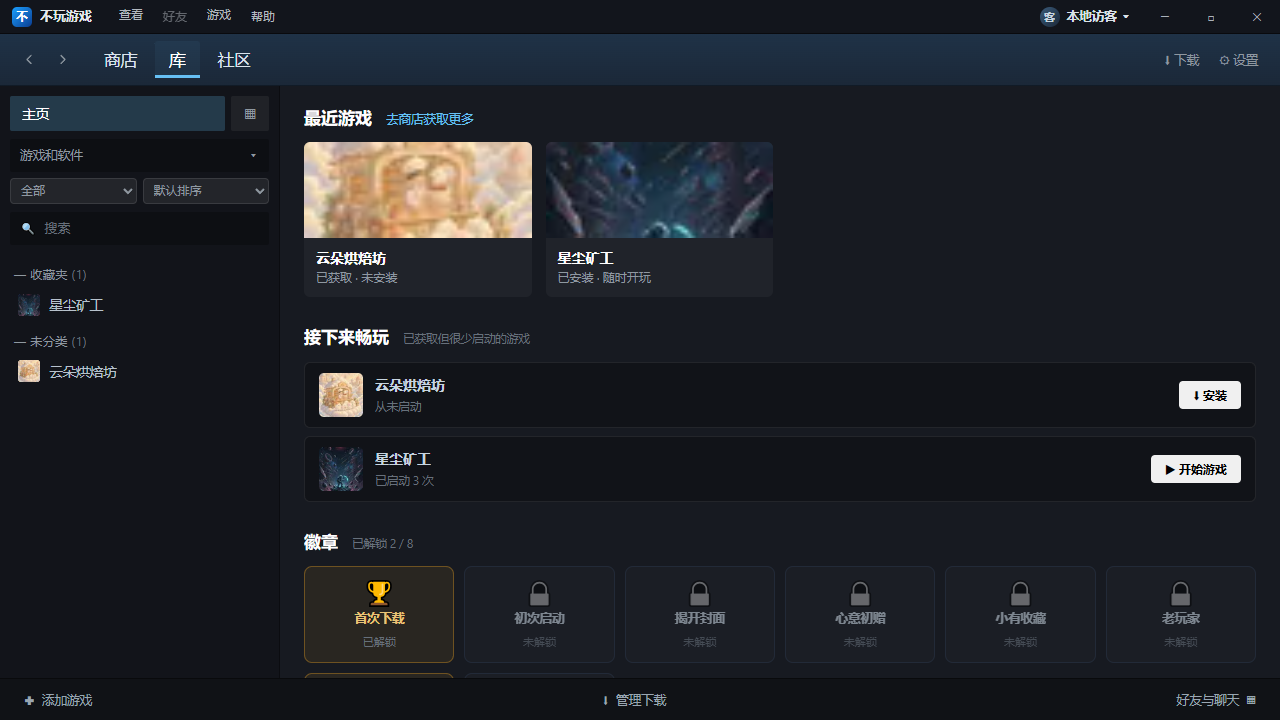 不 不玩游戏 查看 好友 游戏 帮助 客 本地访客
商店 库 社区 下载 设置
主页
游戏和软件
全部 默认排序
搜索
— 收藏夹 (1)
星尘矿工
— 未分类 (1)
云朵烘焙坊
最近游戏 去商店获取更多
云朵烘焙坊
已获取 · 未安装
星尘矿工
已安装 · 随时开玩
接下来畅玩 已获取但很少启动的游戏
云朵烘焙坊
从未启动
安装
星尘矿工
已启动 3 次
开始游戏
徽章 已解锁 2 / 8
首次下载
已解锁
初次启动
未解锁
揭开封面
未解锁
心意初赠
未解锁
小有收藏
未解锁
老玩家
未解锁
添加游戏 管理下载 好友与聊天